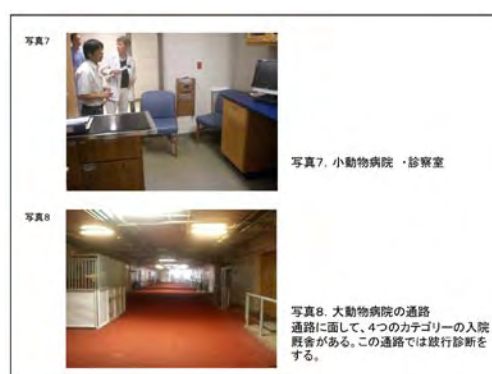 写真7
写真7. 小動物病院 ・診察室
写真8
写真8. 大動物病院の通路
通路に面して、4つのカテゴリーの入院
厩舎がある。この通路では跛行診断を
する。